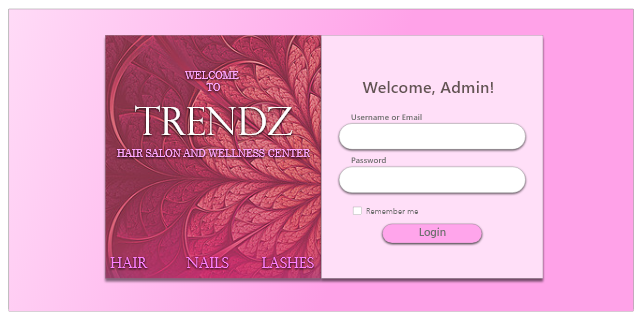 WELCOME
TO
TRENDZ
HAIR SALON AND WELLNESS CENTER
HAIR NAILS LASHES
Welcome, Admin!
Username or Email
Password
Remember me
Login